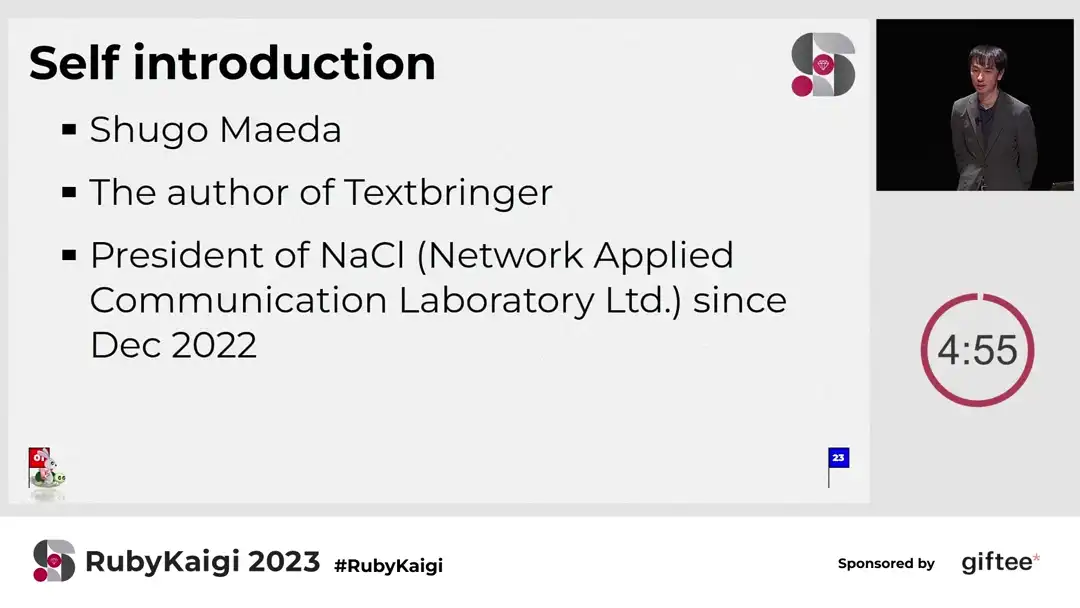 Self introduction
Shugo Maeda
The author of Textbringer
President of NaCl (Network Applied
Communication Laboratory Ltd.) since
Dec 2022
4:55
23
RubyKaigi 2023 #RubyKaigi
Sponsored by giftee*